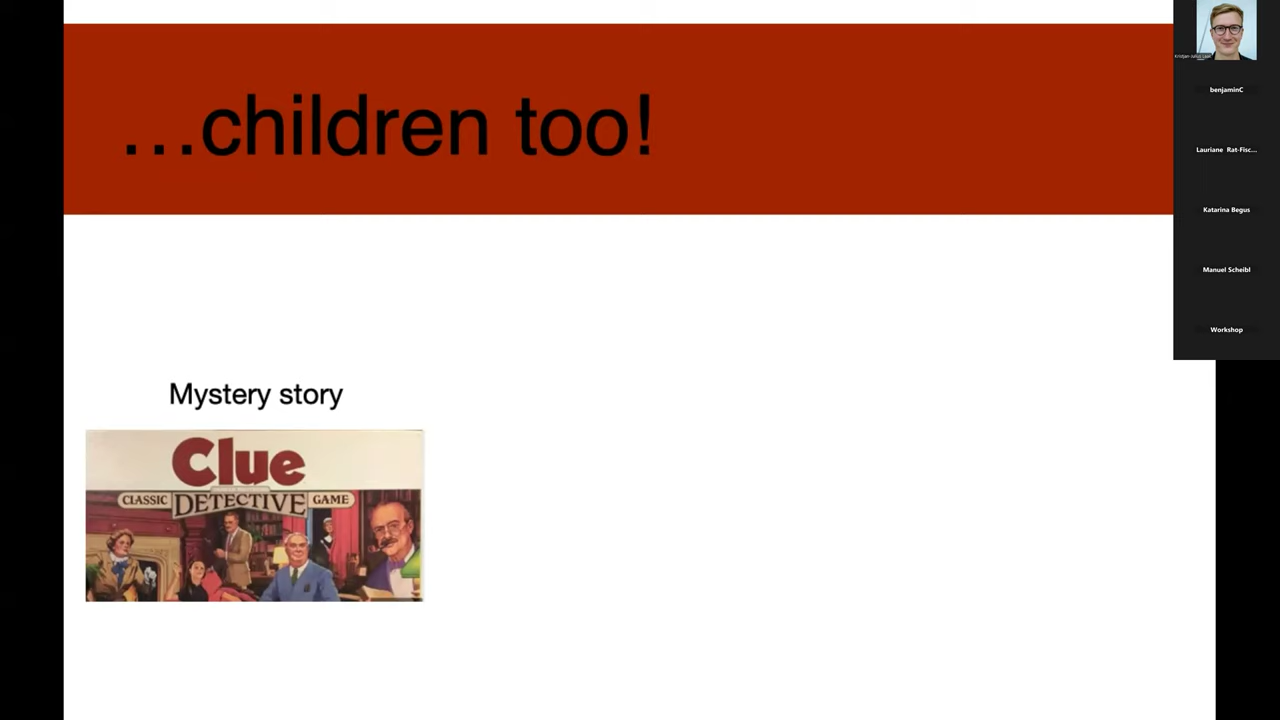 …children too!
Mystery story
Clue
CLASSIC DETECTIVE GAME
benjaminC
Lauriane Rat-Fisc...
Katarina Begus
Manuel Scheibl
Workshop